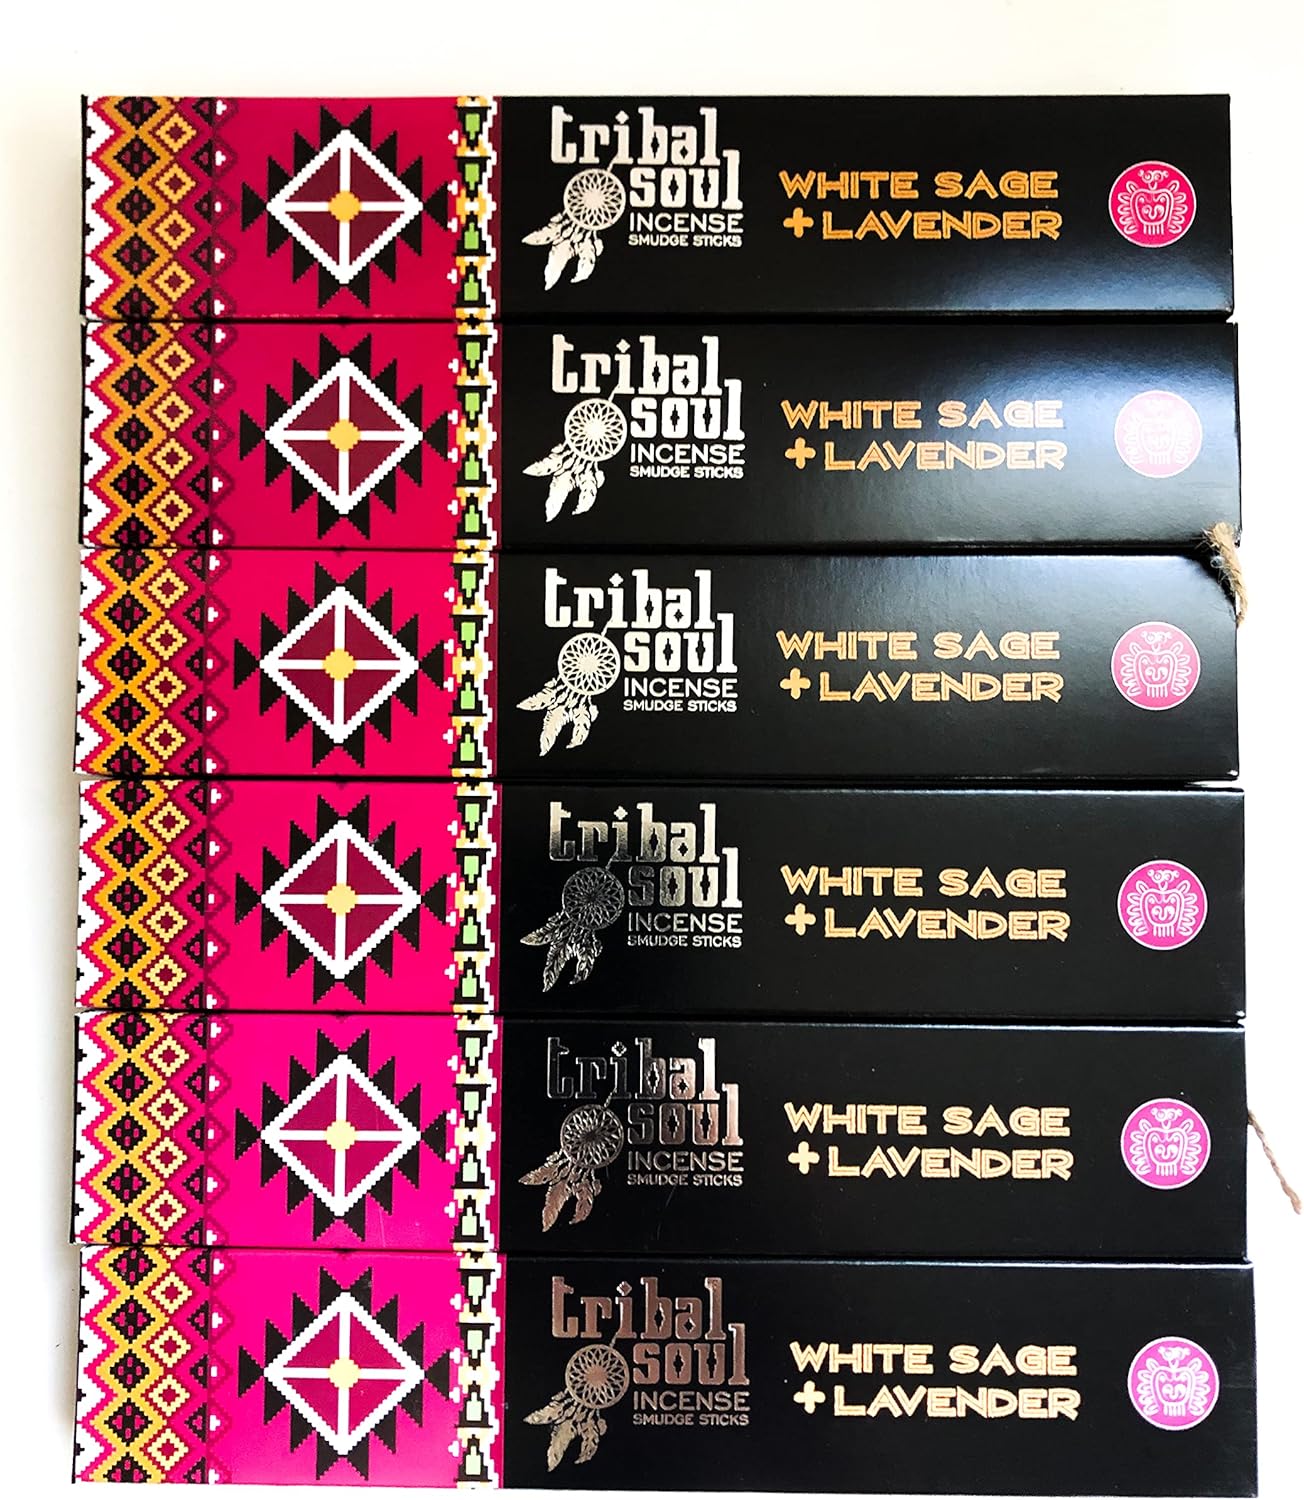 tribal
soul
INCENSE
SMUDGE STICKS
WHITE SAGE
+ LAVENDER
tribal
soul
INCENSE
SMUDGE STICKS
WHITE SAGE
+ LAVENDER
tribal
soul
INCENSE
SMUDGE STICKS
WHITE SAGE
+ LAVENDER
tribal
soul
INCENSE
SMUDGE STICKS
WHITE SAGE
+ LAVENDER
tribal
soul
INCENSE
SMUDGE STICKS
WHITE SAGE
+ LAVENDER
tribal
soul
INCENSE
SMUDGE STICKS
WHITE SAGE
+ LAVENDER